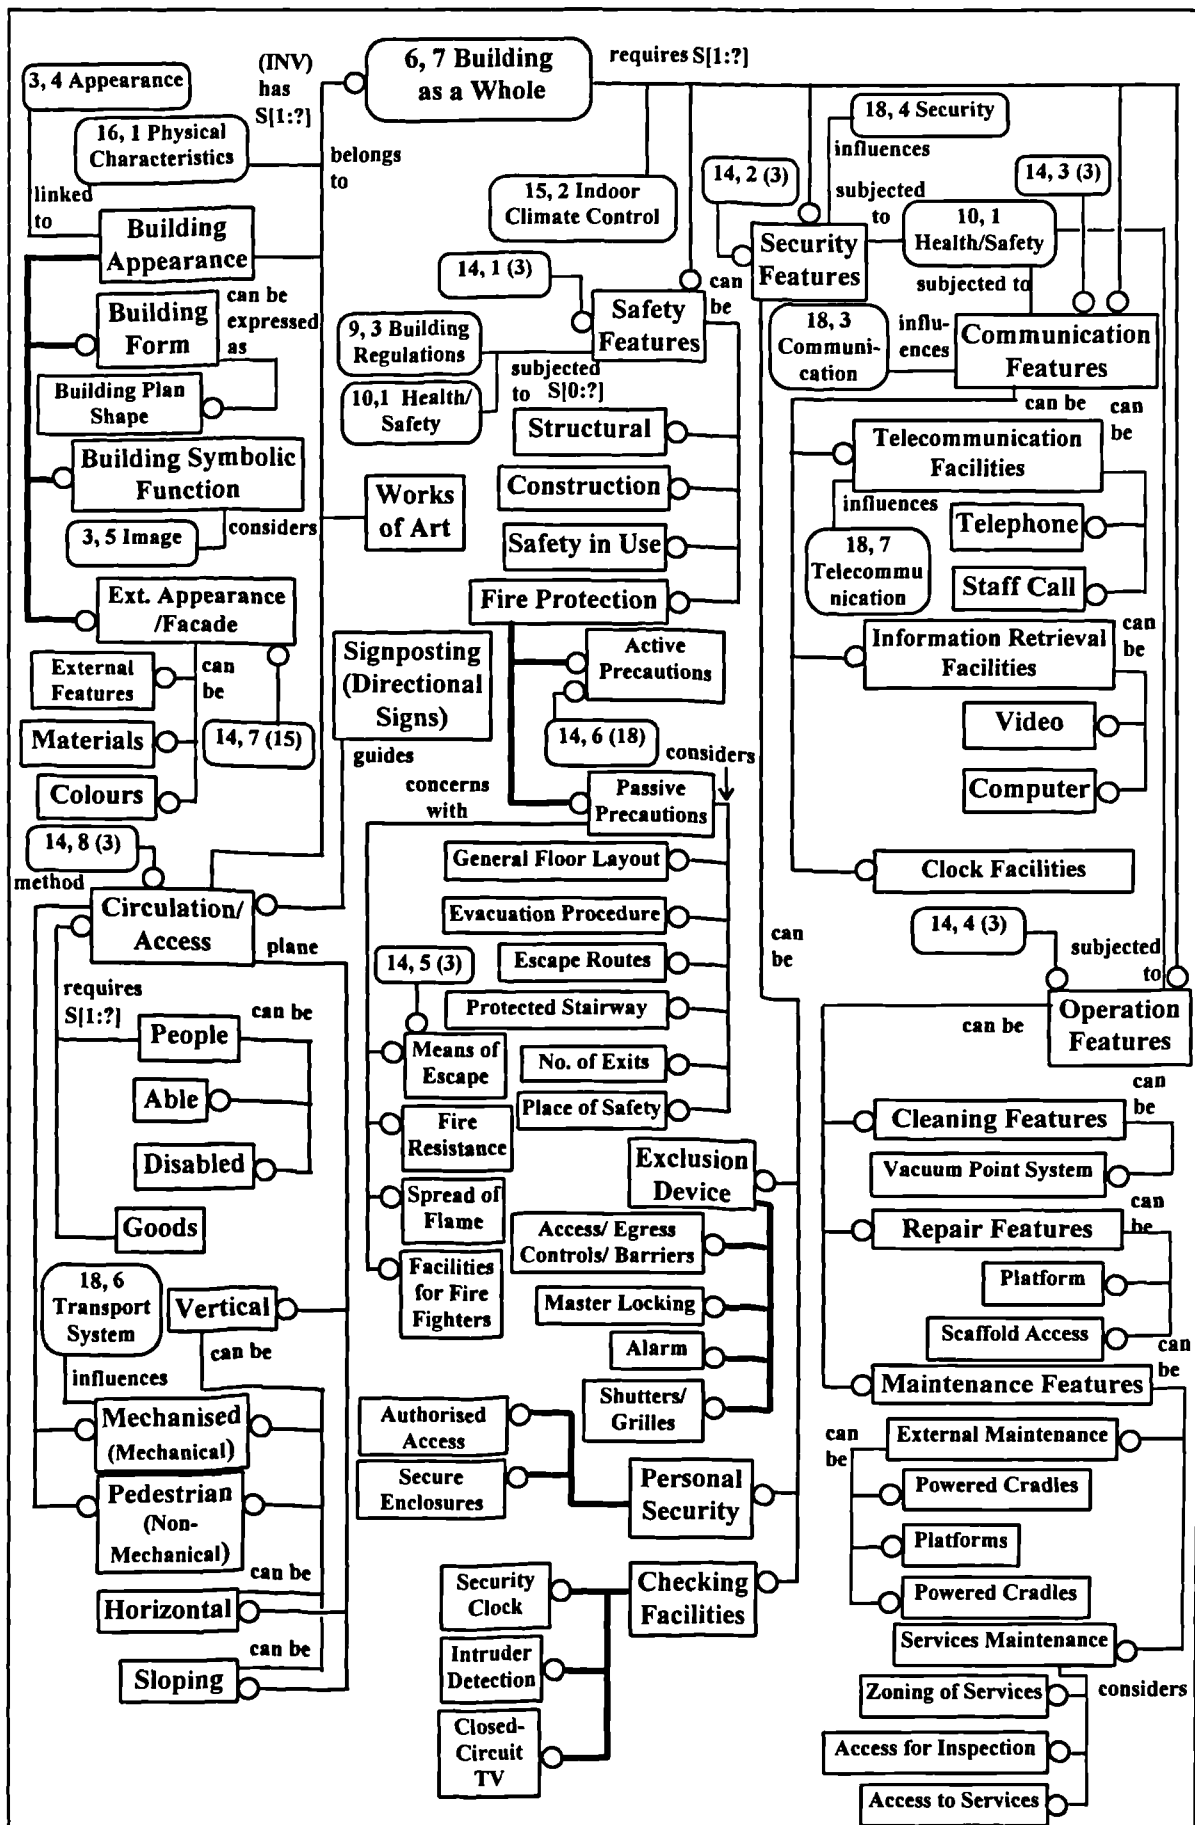 6, 7 Building
as a Whole
requires S[1:?]
(INV)
has
S[1:?]
belongs
to
3, 4 Appearance
16, 1 Physical
Characteristics
linked
to
Building
Appearance
Building
Form
can be
expressed
as
Building Plan
Shape
Building Symbolic
Function
considers
3, 5 Image
Ext. Appearance
/Facade
can
be
External
Features
Materials
Colours
14, 7 (15)
14, 8 (3)
method
Circulation/
Access
plane
requires
S[1:?]
can be
People
Able
Disabled
Goods
18, 6
Transport
System
influences
Vertical
can be
Mechanised
(Mechanical)
Pedestrian
(Non-
Mechanical)
can be
Horizontal
can be
Sloping
Works
of Art
Signposting
(Directional
Signs)
guides
15, 2 Indoor
Climate Control
14, 1 (3)
9, 3 Building
Regulations
10,1 Health/
Safety
subjected
to S[0:?]
Safety
Features
can
be
Structural
Construction
Safety in Use
Fire Protection
Active
Precautions
14, 6 (18)
considers
concerns
with
Passive
Precautions
General Floor Layout
Evacuation Procedure
Escape Routes
Protected Stairway
No. of Exits
Place of Safety
14, 5 (3)
Means of
Escape
Fire
Resistance
Spread of
Flame
Facilities
for Fire
Fighters
14, 2 (3)
18, 4 Security
influences
subjected
to
Security
Features
can
be
Exclusion
Device
Access/ Egress
Controls/ Barriers
Master Locking
Alarm
Shutters/
Grilles
Authorised
Access
Secure
Enclosures
Personal
Security
Checking
Facilities
Security
Clock
Intruder
Detection
Closed-
Circuit
TV
14, 3 (3)
10, 1
Health/Safety
subjected to
18, 3
Communi-
cation
influ-
ences
Communication
Features
can be
can
be
Telecommunication
Facilities
influences
18, 7
Telecommu
nication
Telephone
Staff Call
Information Retrieval
Facilities
can
be
Video
Computer
Clock Facilities
14, 4 (3)
subjected
to
can be
Operation
Features
can
be
Cleaning Features
Vacuum Point System
can
be
Repair Features
Platform
Scaffold Access
can
be
Maintenance Features
can
be
External Maintenance
Powered Cradles
Platforms
Powered Cradles
Services Maintenance
considers
Zoning of Services
Access for Inspection
Access to Services